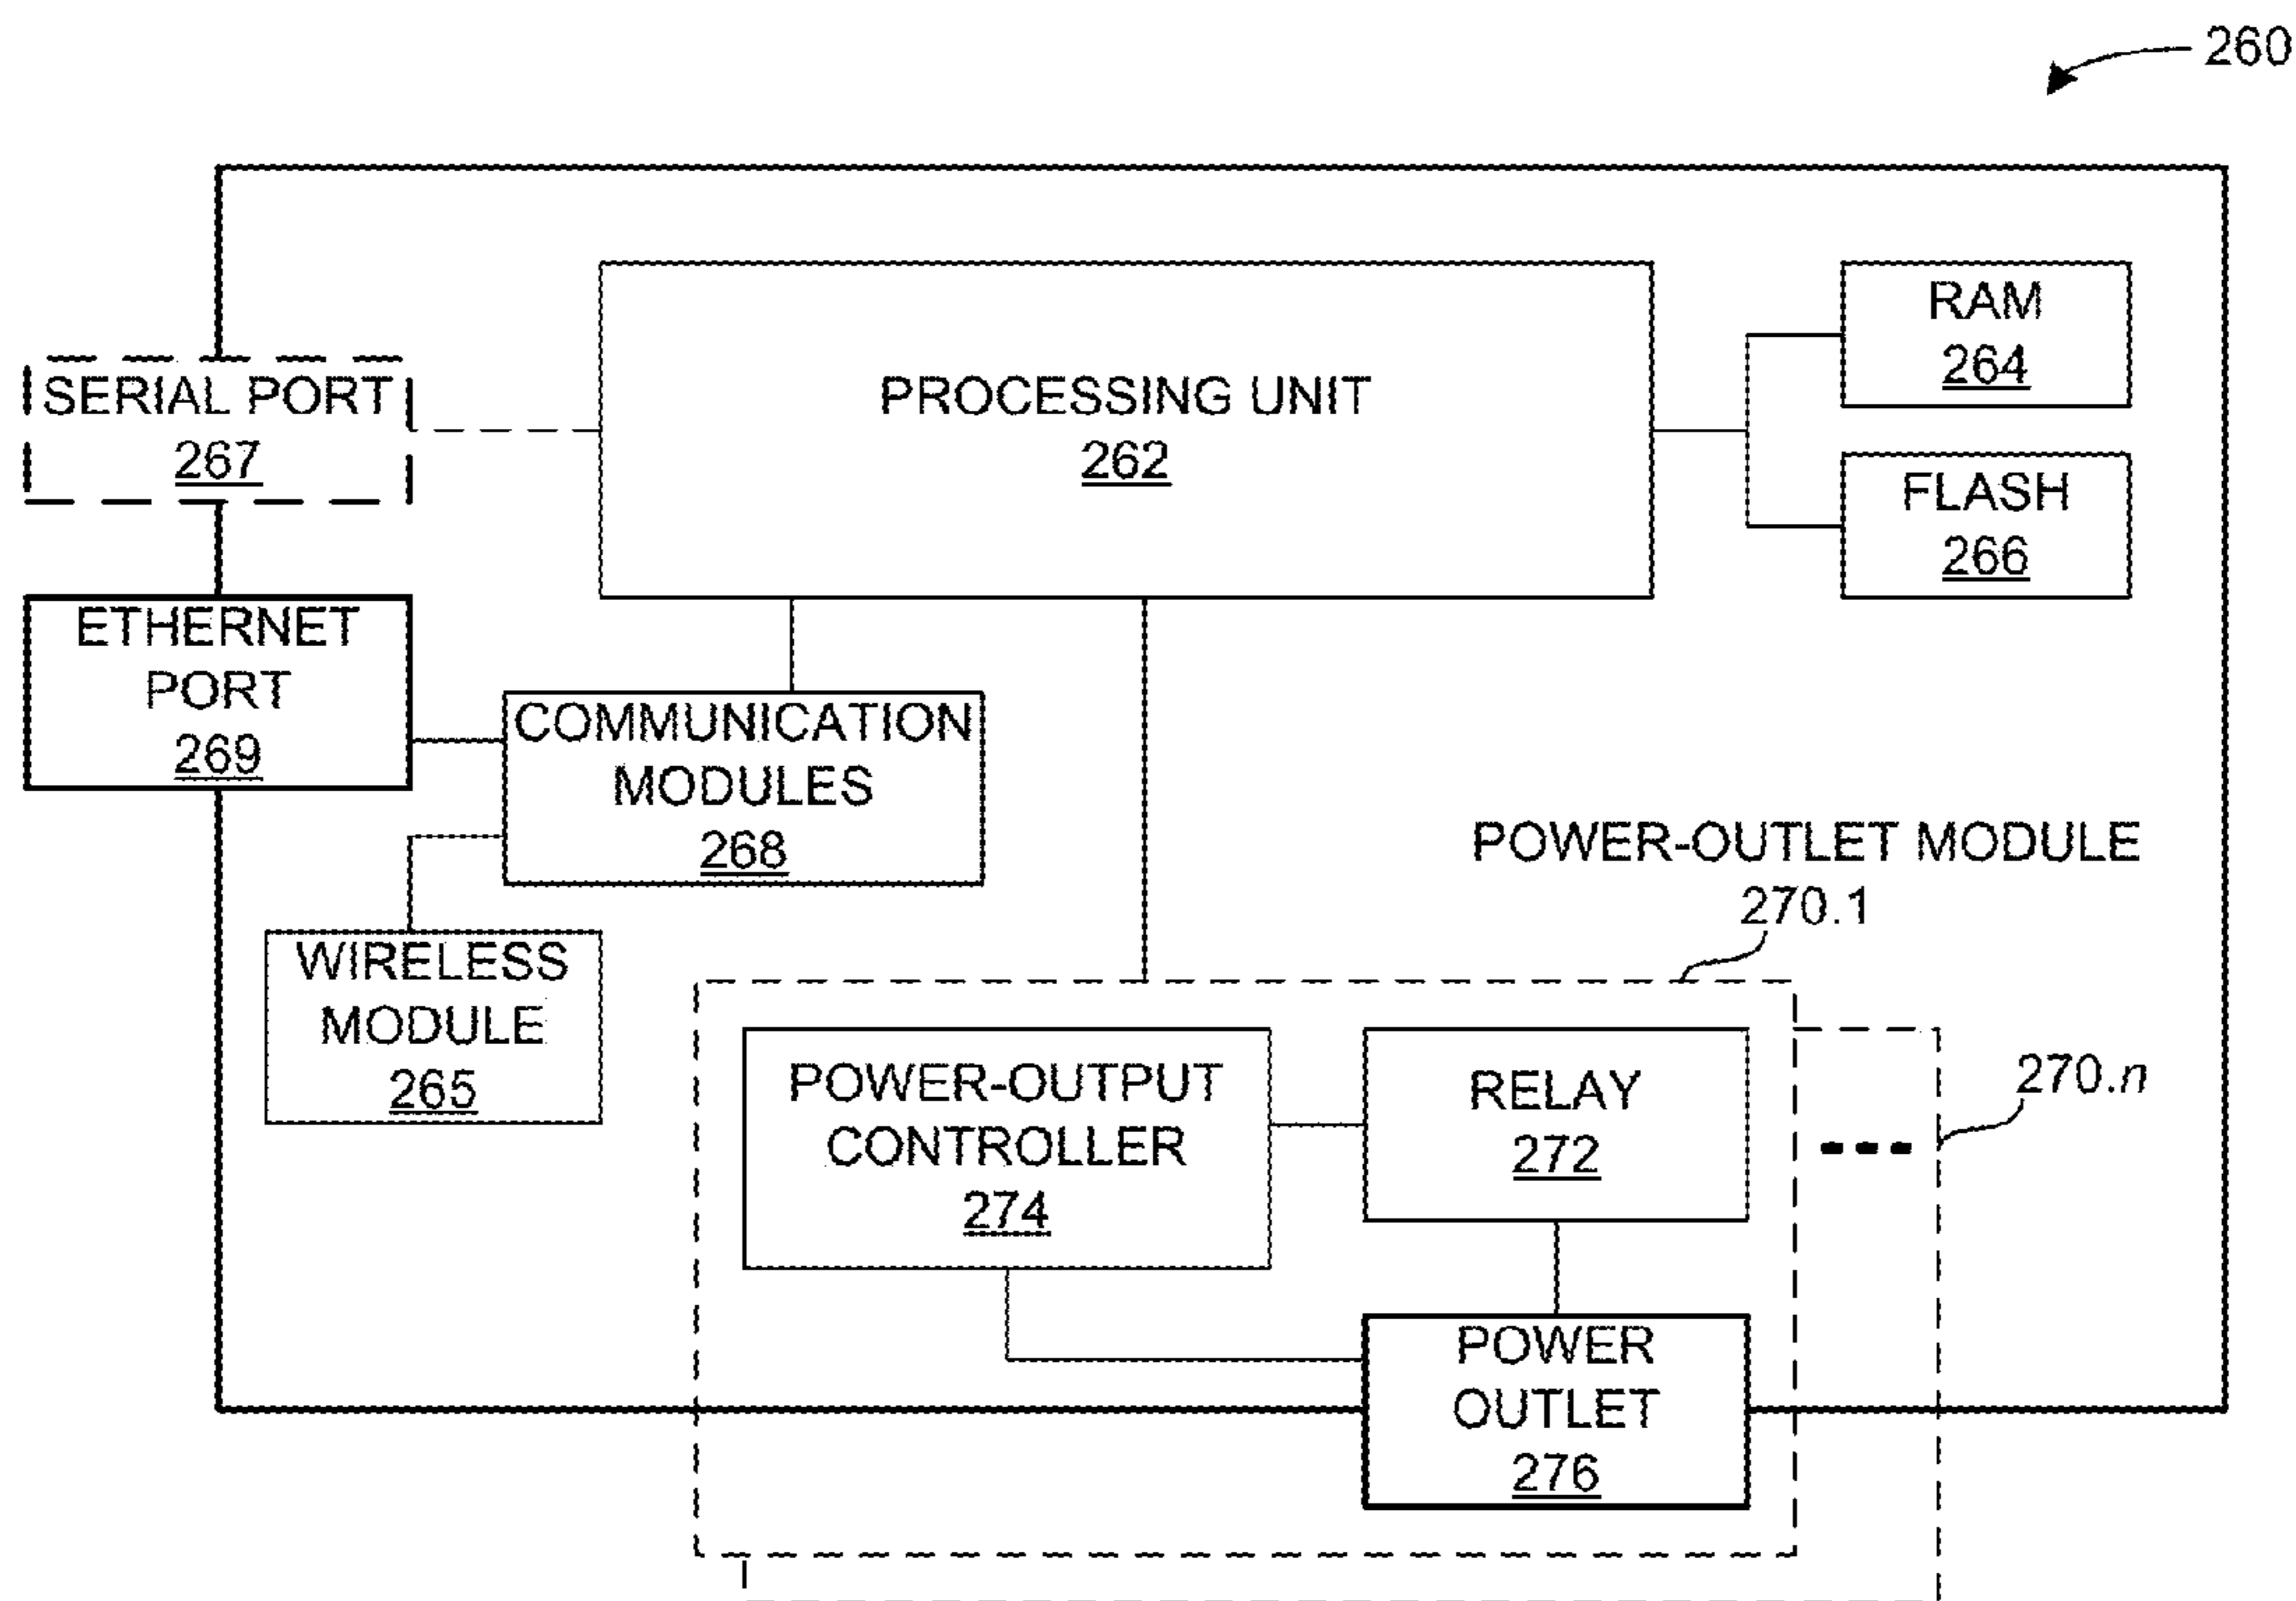 260
PROCESSING UNIT
262
RAM
264
SERIAL PORT
267
FLASH
266
ETHERNET
PORT
269
COMMUNICATION
MODULES
268
POWER-OUTLET MODULE
270.1
WIRELESS
MODULE
265
POWER-OUTPUT
CONTROLLER
274
RELAY
272
270.n
POWER
OUTLET
276